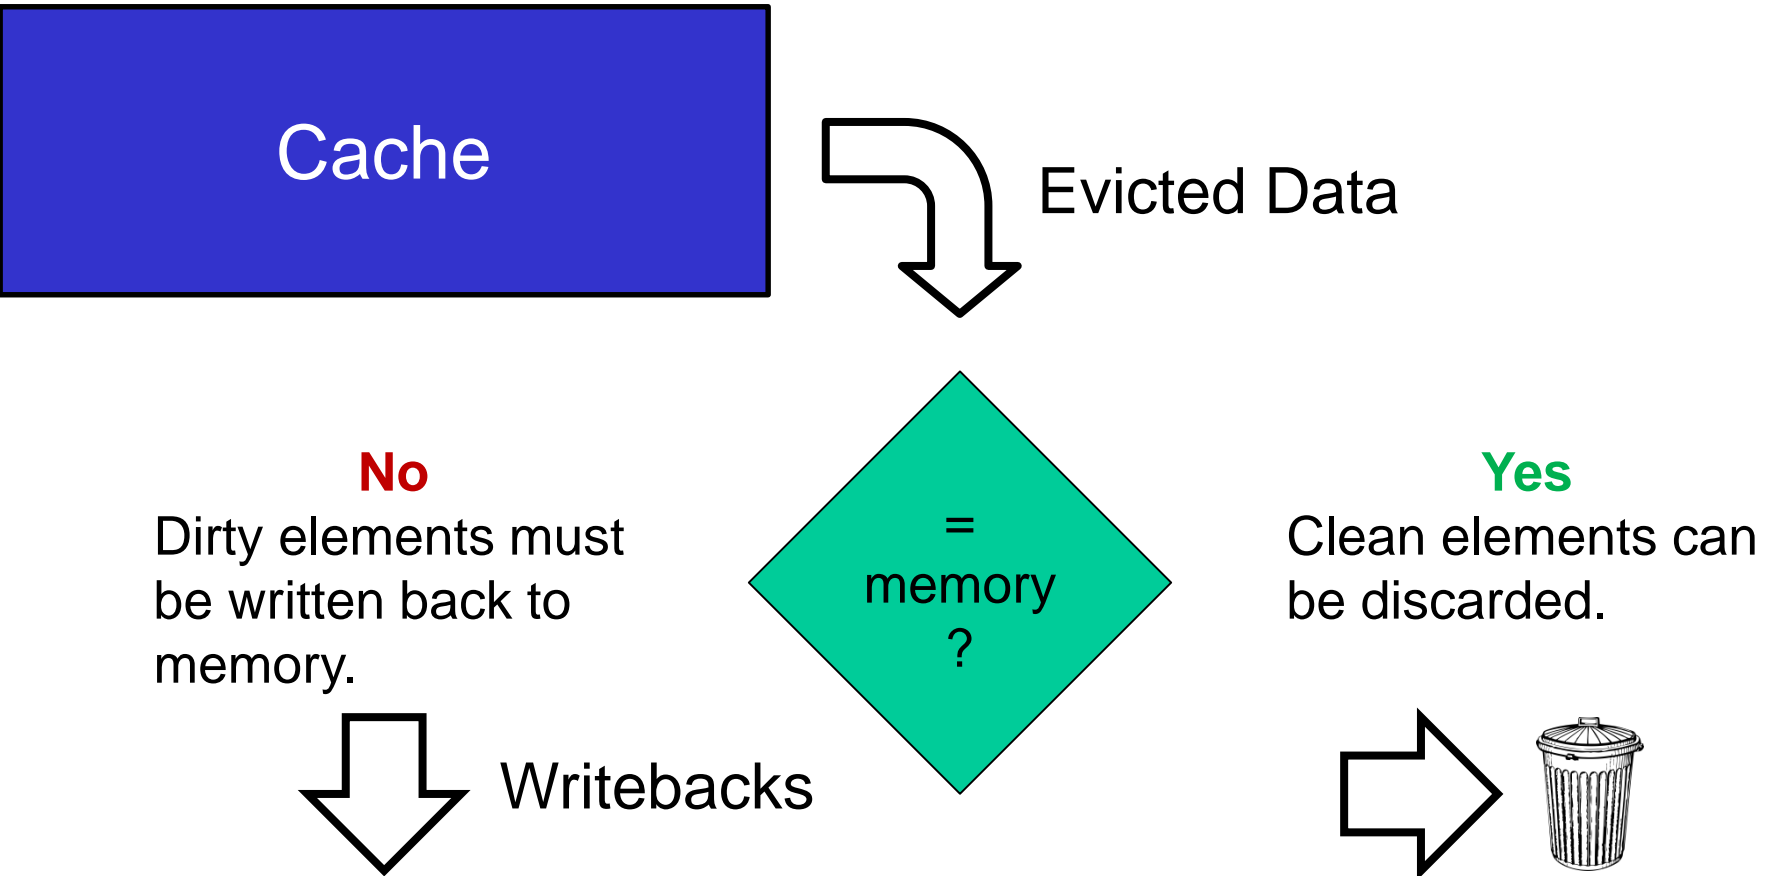 Cache
Evicted Data
No
Dirty elements must
be written back to
memory.
=
memory
?
Yes
Clean elements can
be discarded.
Writebacks